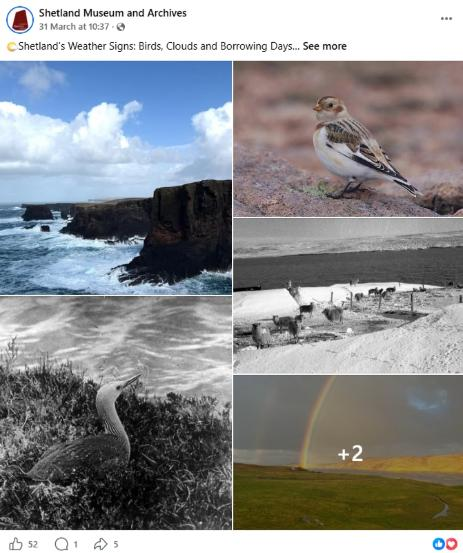 Shetland Museum and Archives
31 March at 10:37 ·
Shetland's Weather Signs: Birds, Clouds and Borrowing Days... See more
+2
52
1
5